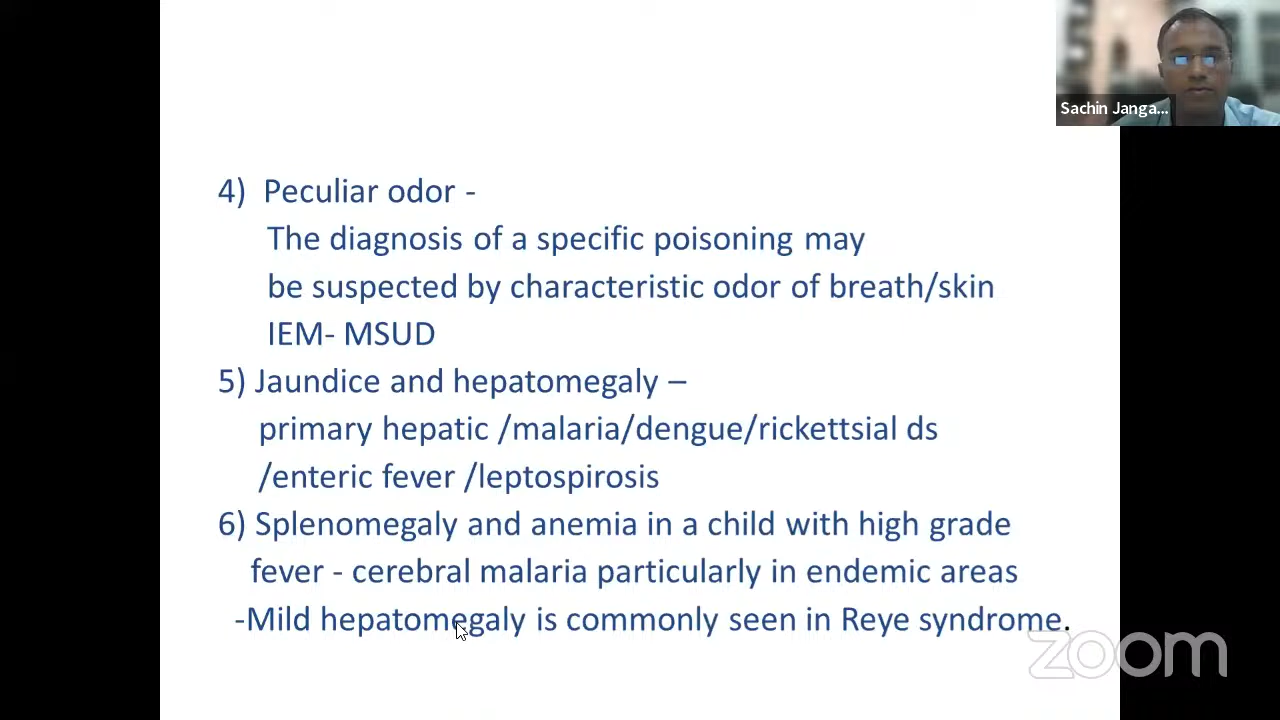 Sachin Janga...
4) Peculiar odor -
The diagnosis of a specific poisoning may
be suspected by characteristic odor of breath/skin
IEM- MSUD
5) Jaundice and hepatomegaly –
primary hepatic /malaria/dengue/rickettsial ds
/enteric fever /leptospirosis
6) Splenomegaly and anemia in a child with high grade
fever - cerebral malaria particularly in endemic areas
-Mild hepatomegaly is commonly seen in Reye syndrome.
zoom